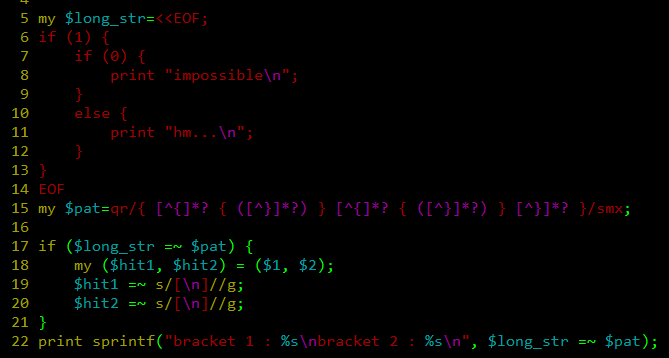 4
5 my $long_str=<<EOF;
6 if (1) {
7     if (0) {
8         print "impossible\n";
9     }
10     else {
11         print "hm...\n";
12     }
13 }
14 EOF
15 my $pat=qr/{ [^{]*? { ([^}]*?) } [^{]*? { ([^}]*?) } [^}]*? }/smx;
16
17 if ($long_str =~ $pat) {
18     my ($hit1, $hit2) = ($1, $2);
19     $hit1 =~ s/[\n]//g;
20     $hit2 =~ s/[\n]//g;
21 }
22 print sprintf("bracket 1 : %s\nbracket 2 : %s\n", $long_str =~ $pat);